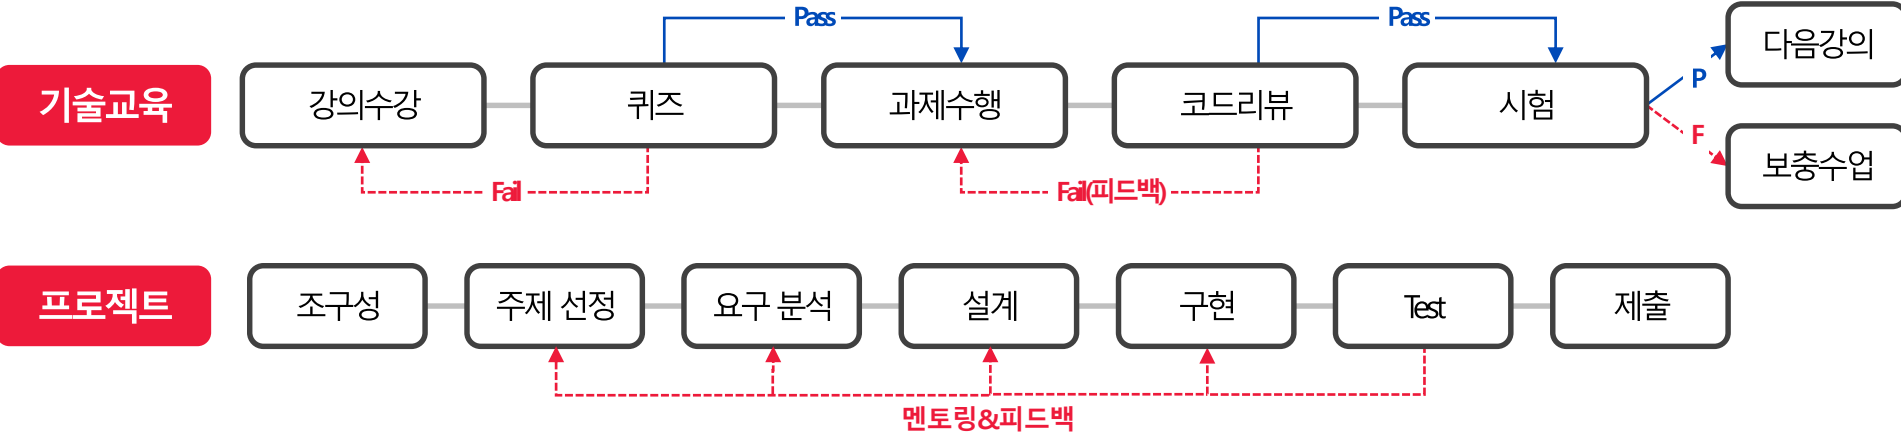 Pass
Pass
다음강의
기술교육
강의수강
퀴즈
과제수행
코드리뷰
시험
P
F
보충수업
Fail
Fail(피드백)
프로젝트
조구성
주제 선정
요구 분석
설계
구현
Test
제출
멘토링&피드백